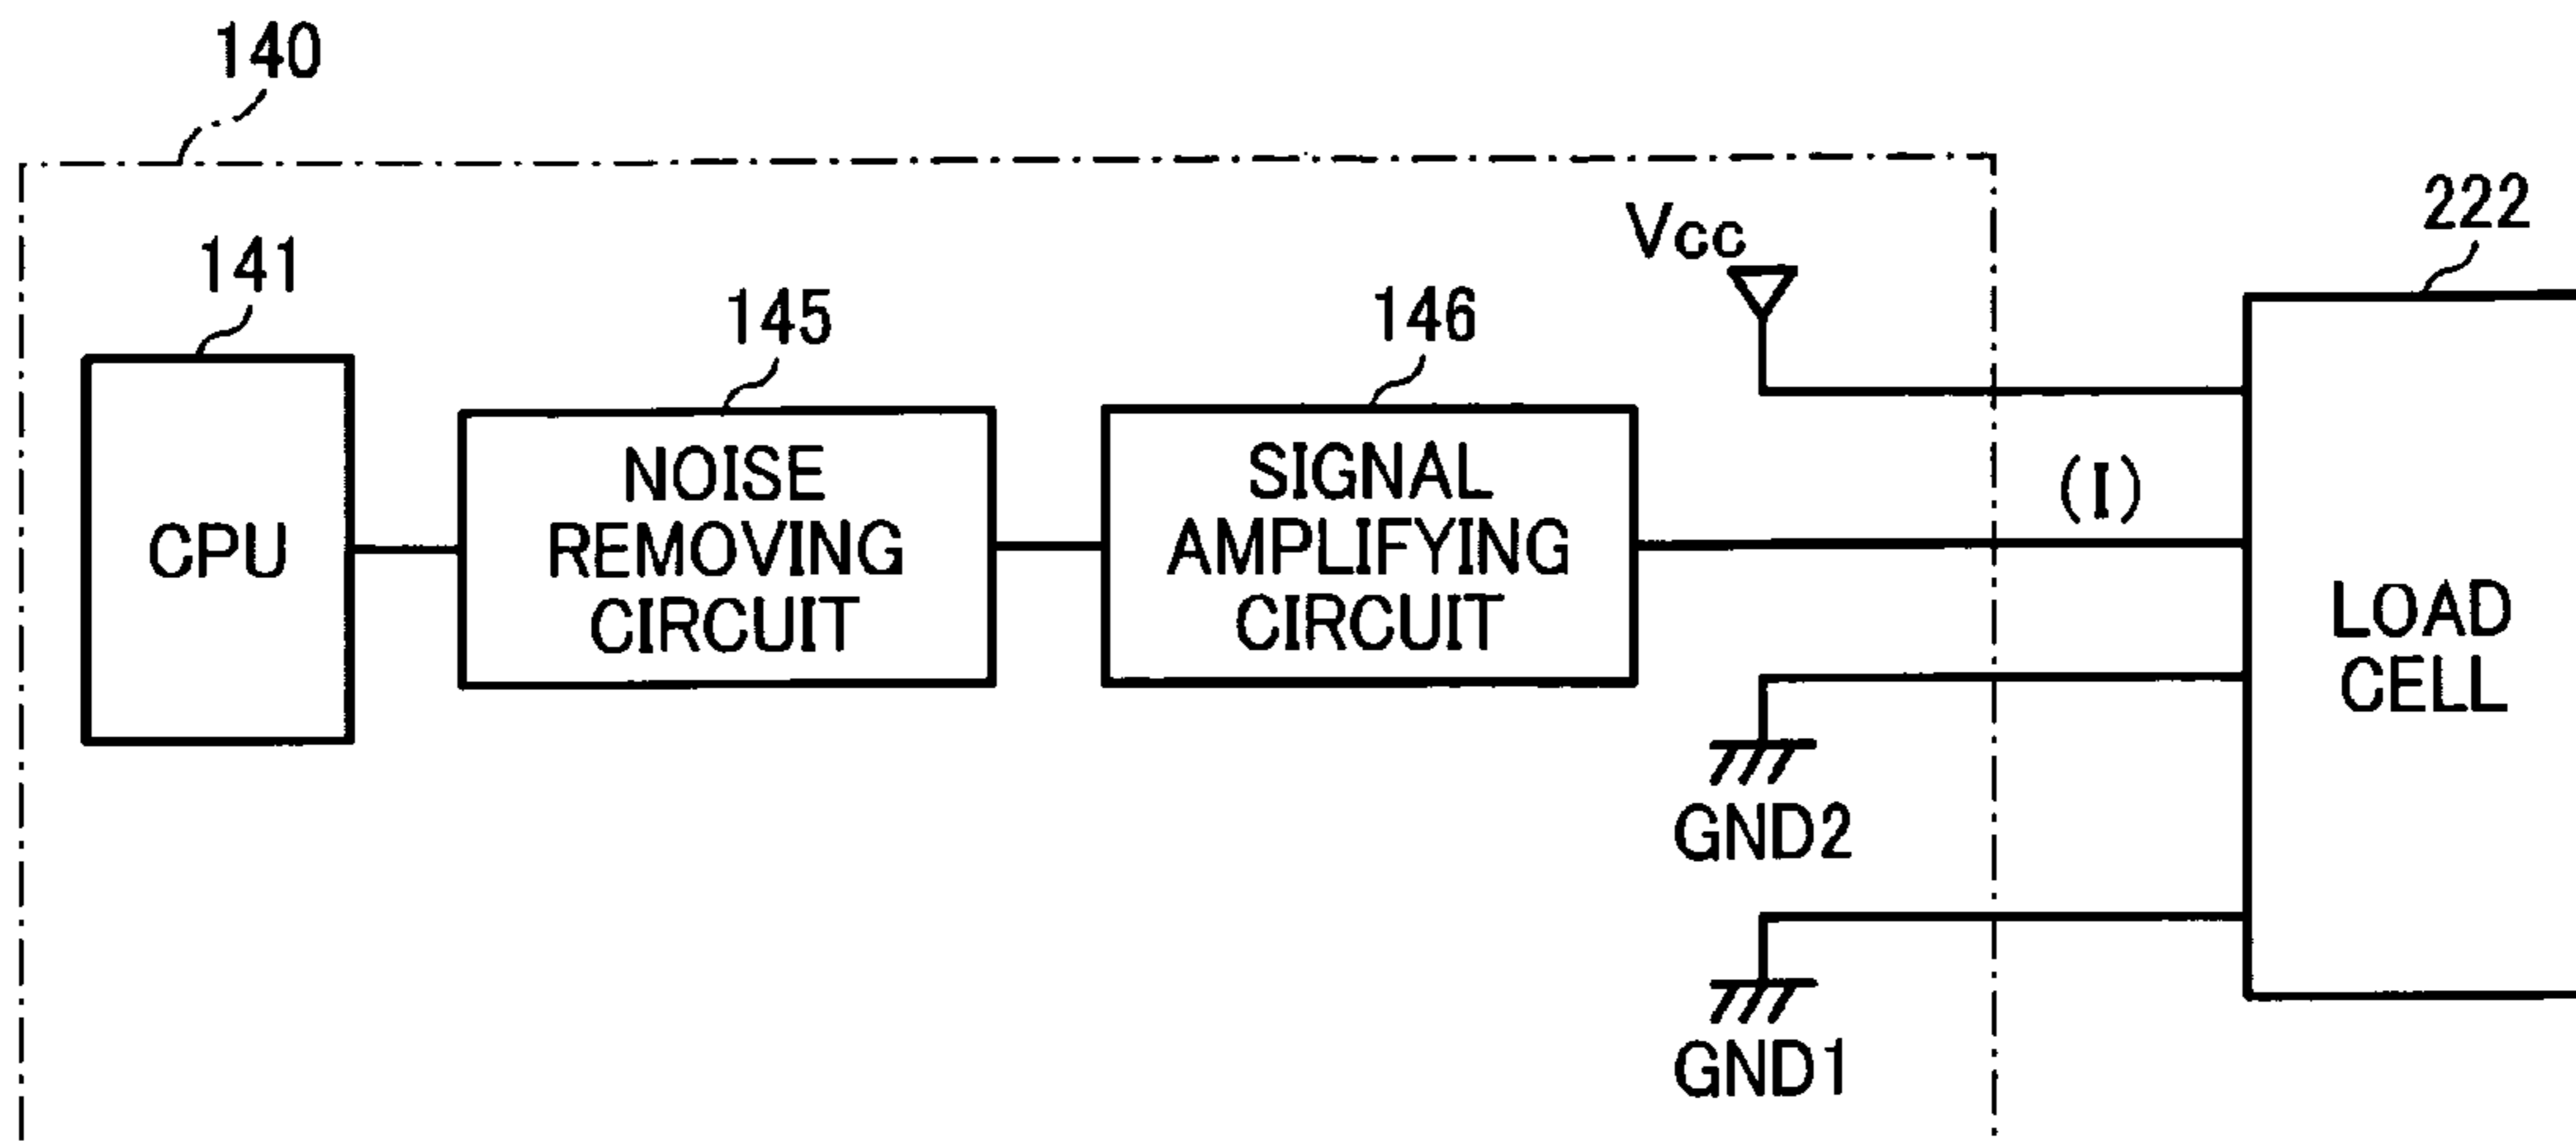 140
222
Vcc
141
145
146
NOISE
REMOVING
CIRCUIT
SIGNAL
AMPLIFYING
CIRCUIT
(I)
CPU
LOAD
CELL
GND2
GND1